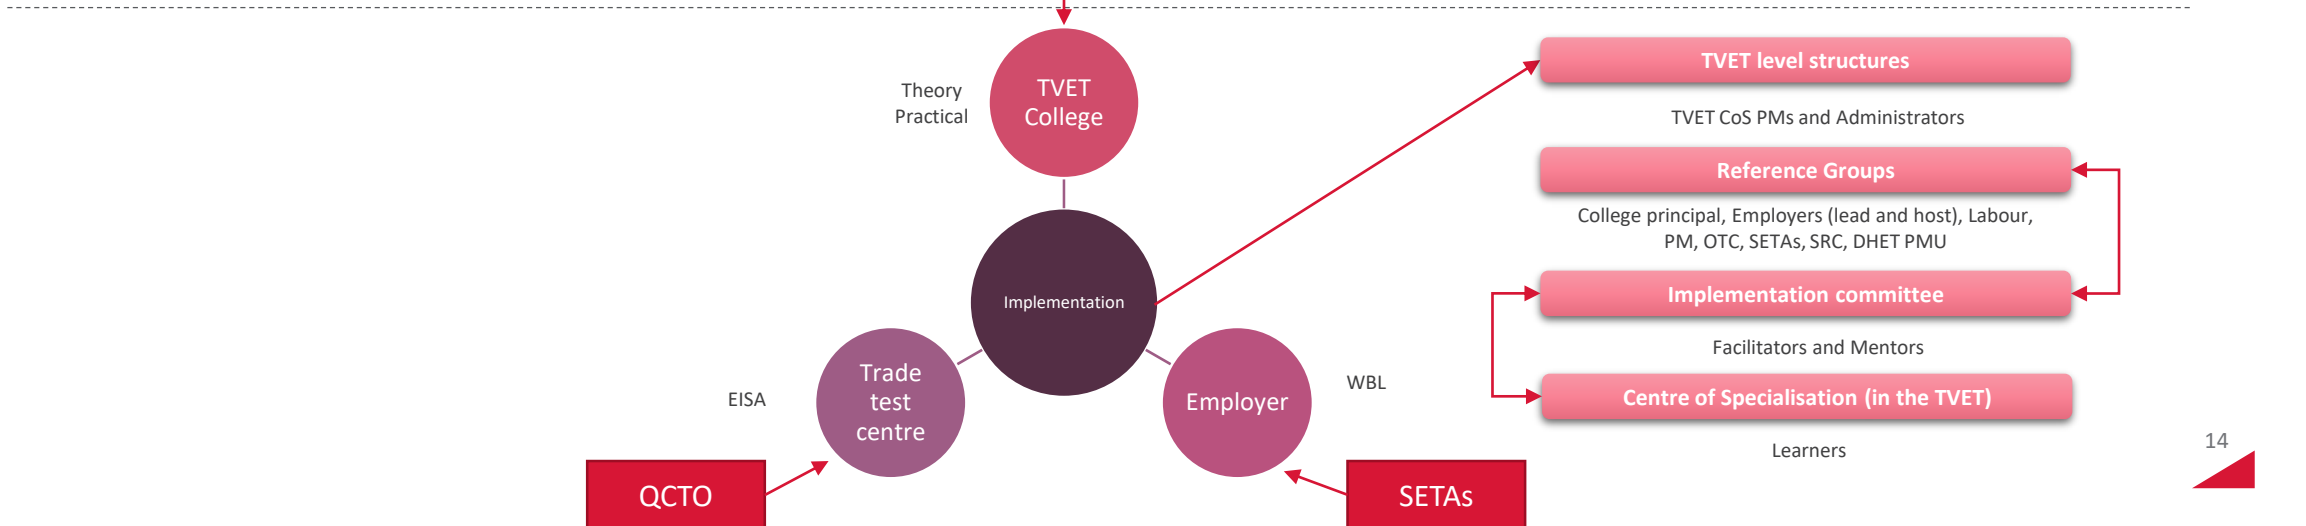 Theory
Practical
TVET
College
Implementation
Trade
test
centre
EISA
Employer
WBL
QCTO
SETAs
TVET level structures
TVET CoS PMs and Administrators
Reference Groups
College principal, Employers (lead and host), Labour,
PM, OTC, SETAs, SRC, DHET PMU
Implementation committee
Facilitators and Mentors
Centre of Specialisation (in the TVET)
Learners
14